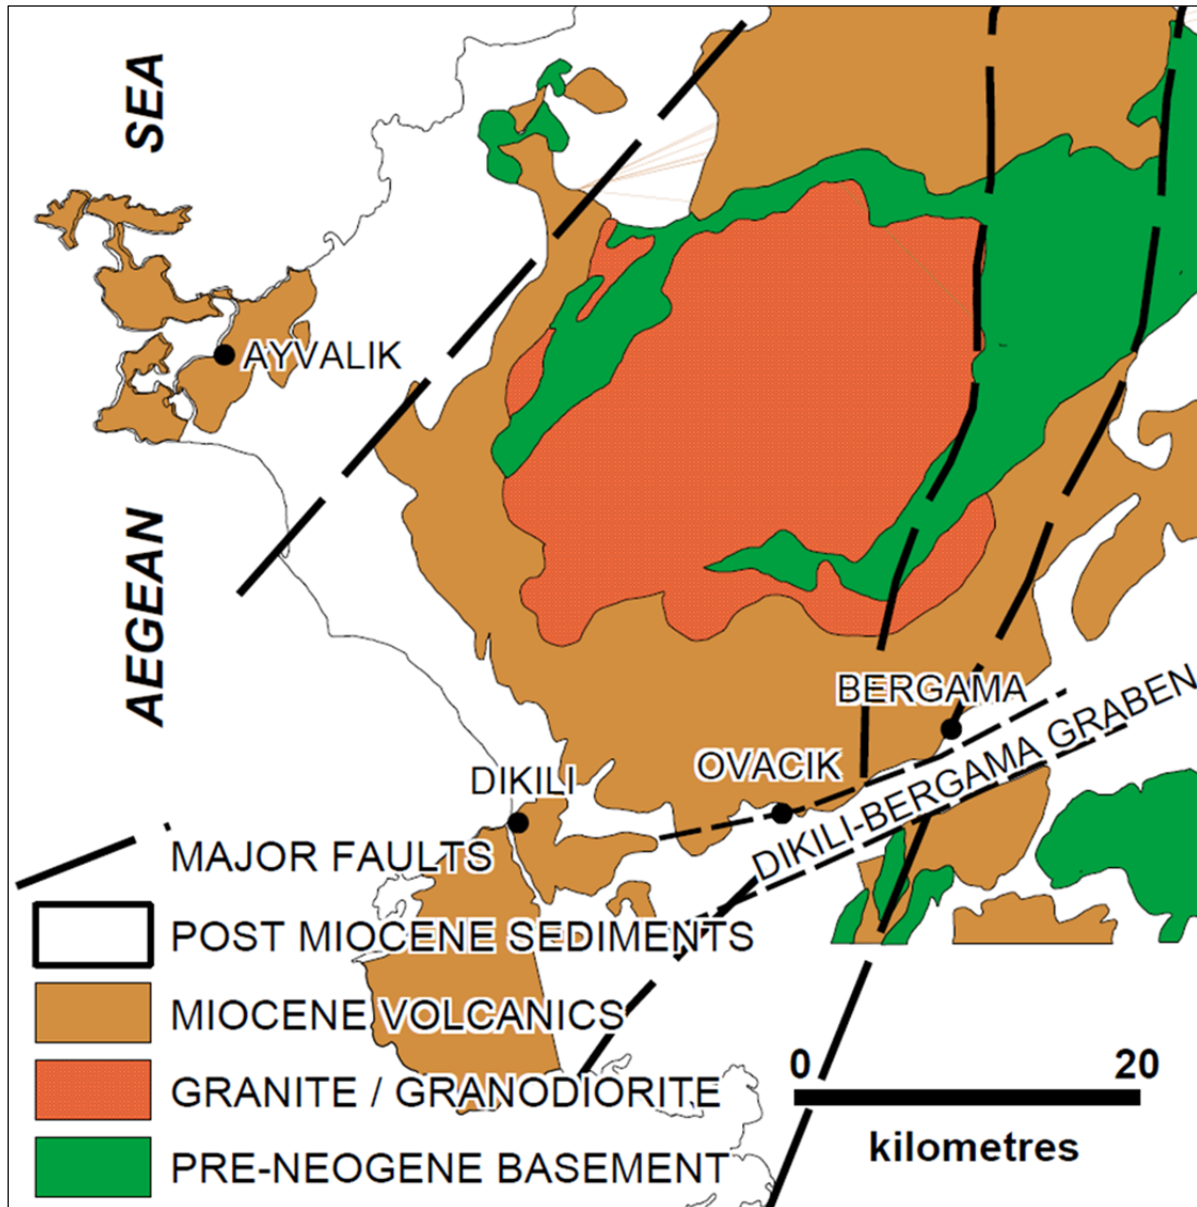 SEA
AYVALIK
AEGEAN
BERGAMA
OVACIK
DIKILI
DIKILI-BERGAMA GRABEN
MAJOR FAULTS
POST MIOCENE SEDIMENTS
MIOCENE VOLCANICS
GRANITE / GRANODIORITE
PRE-NEOGENE BASEMENT
0 20
kilometres